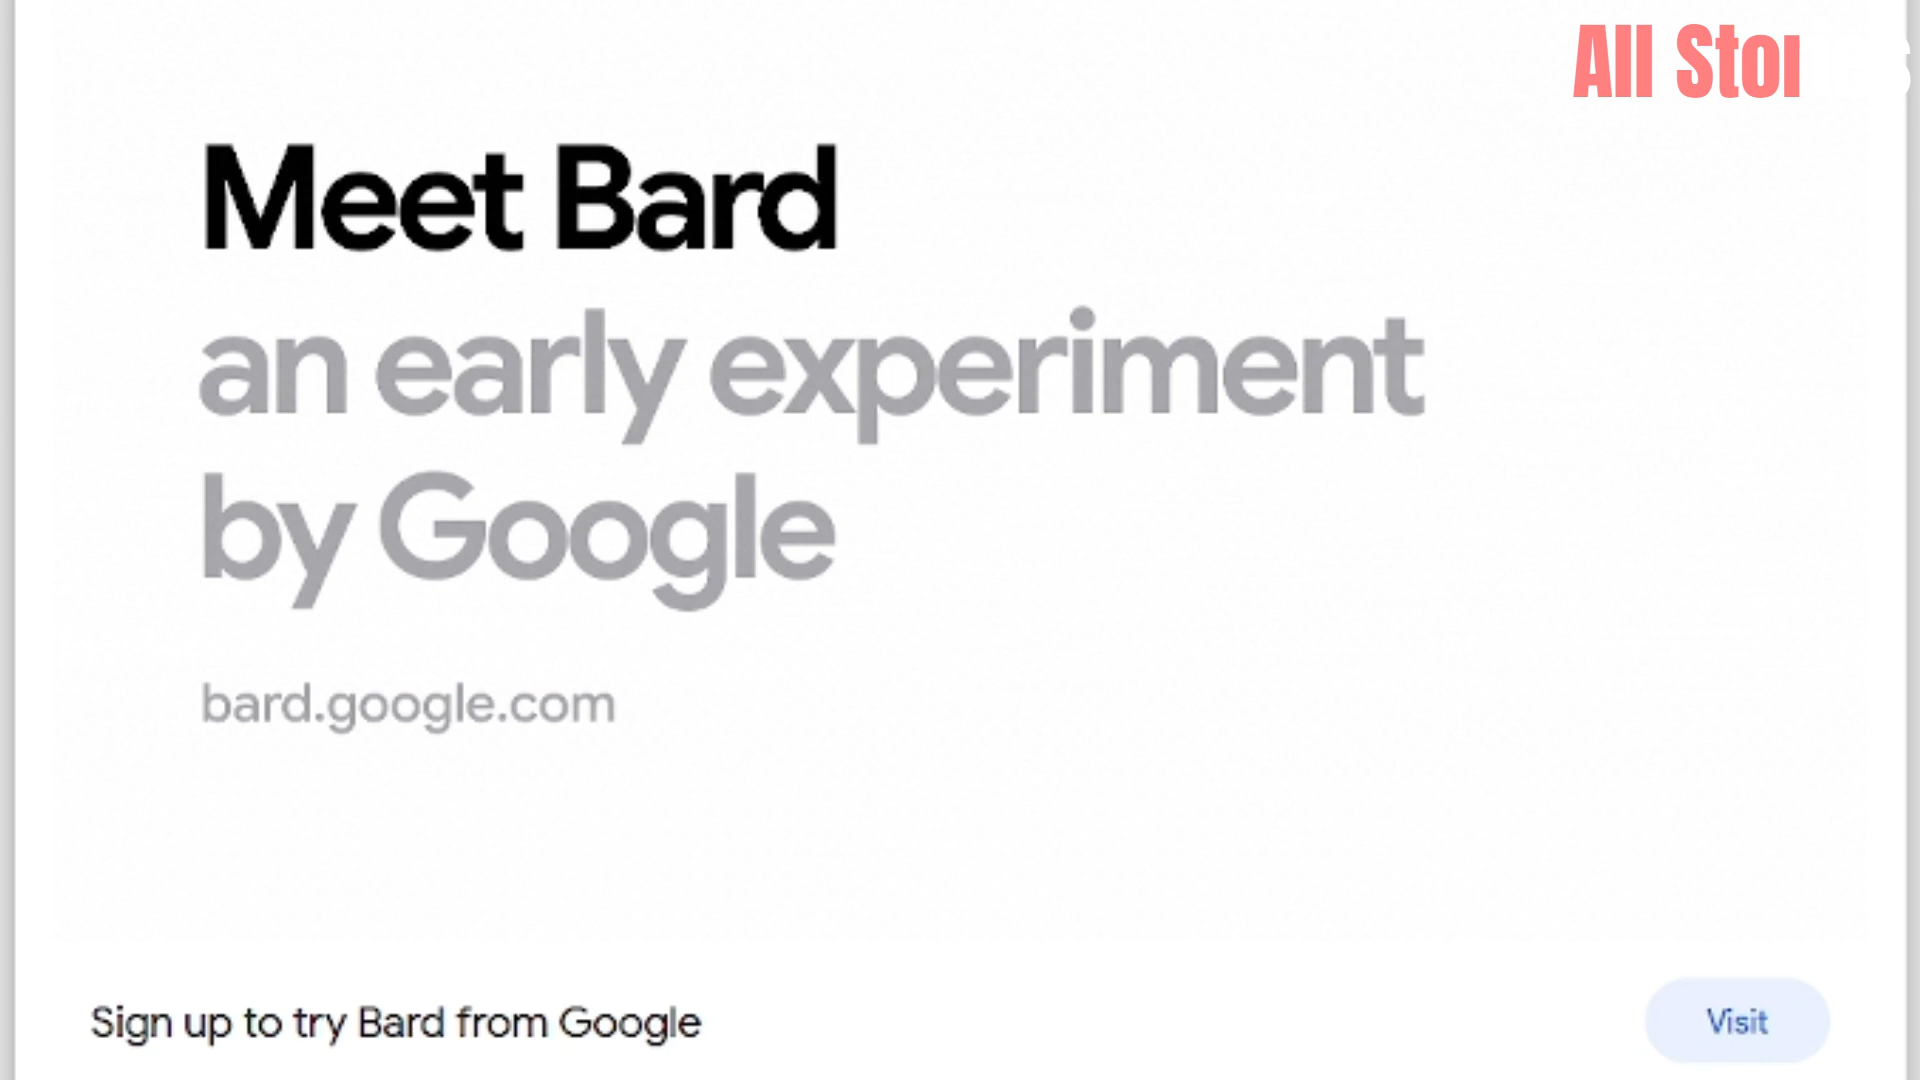 All Stor
Meet Bard
an early experiment
by Google
bard.google.com
Sign up to try Bard from Google
Visit